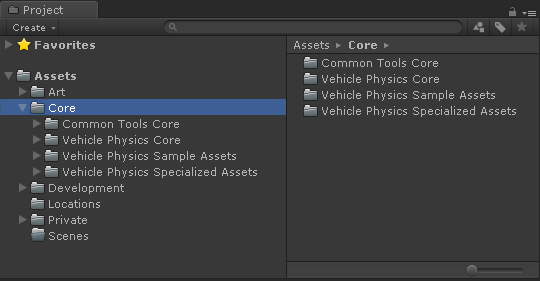 Project
Create
Favorites
Assets
Art
Core
Common Tools Core
Vehicle Physics Core
Vehicle Physics Sample Assets
Vehicle Physics Specialized Assets
Development
Locations
Private
Scenes
Assets Core
Common Tools Core
Vehicle Physics Core
Vehicle Physics Sample Assets
Vehicle Physics Specialized Assets